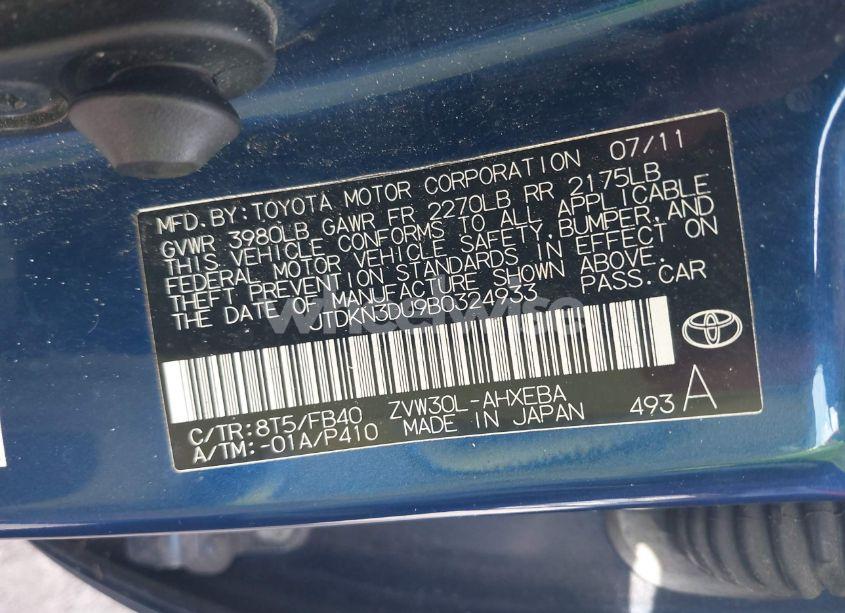 MFD.BY:TOYOTA MOTOR CORPORATION 07/11
GVWR 3980LB GAWR FR 2270LB RR 2175LB
THIS VEHICLE CONFORMS TO ALL APPLICABLE
FEDERAL MOTOR VEHICLE SAFETY,BUMPER,AND
THEFT PREVENTION STANDARDS IN EFFECT ON
THE DATE OF MANUFACTURE SHOWN ABOVE.
JTDKN3DU9B0324933 PASS.CAR
wheelwise
C/TR:8T5/FB40 ZVW30L-AHXEBA
A/TM:-01A/P410 MADE IN JAPAN 493 A